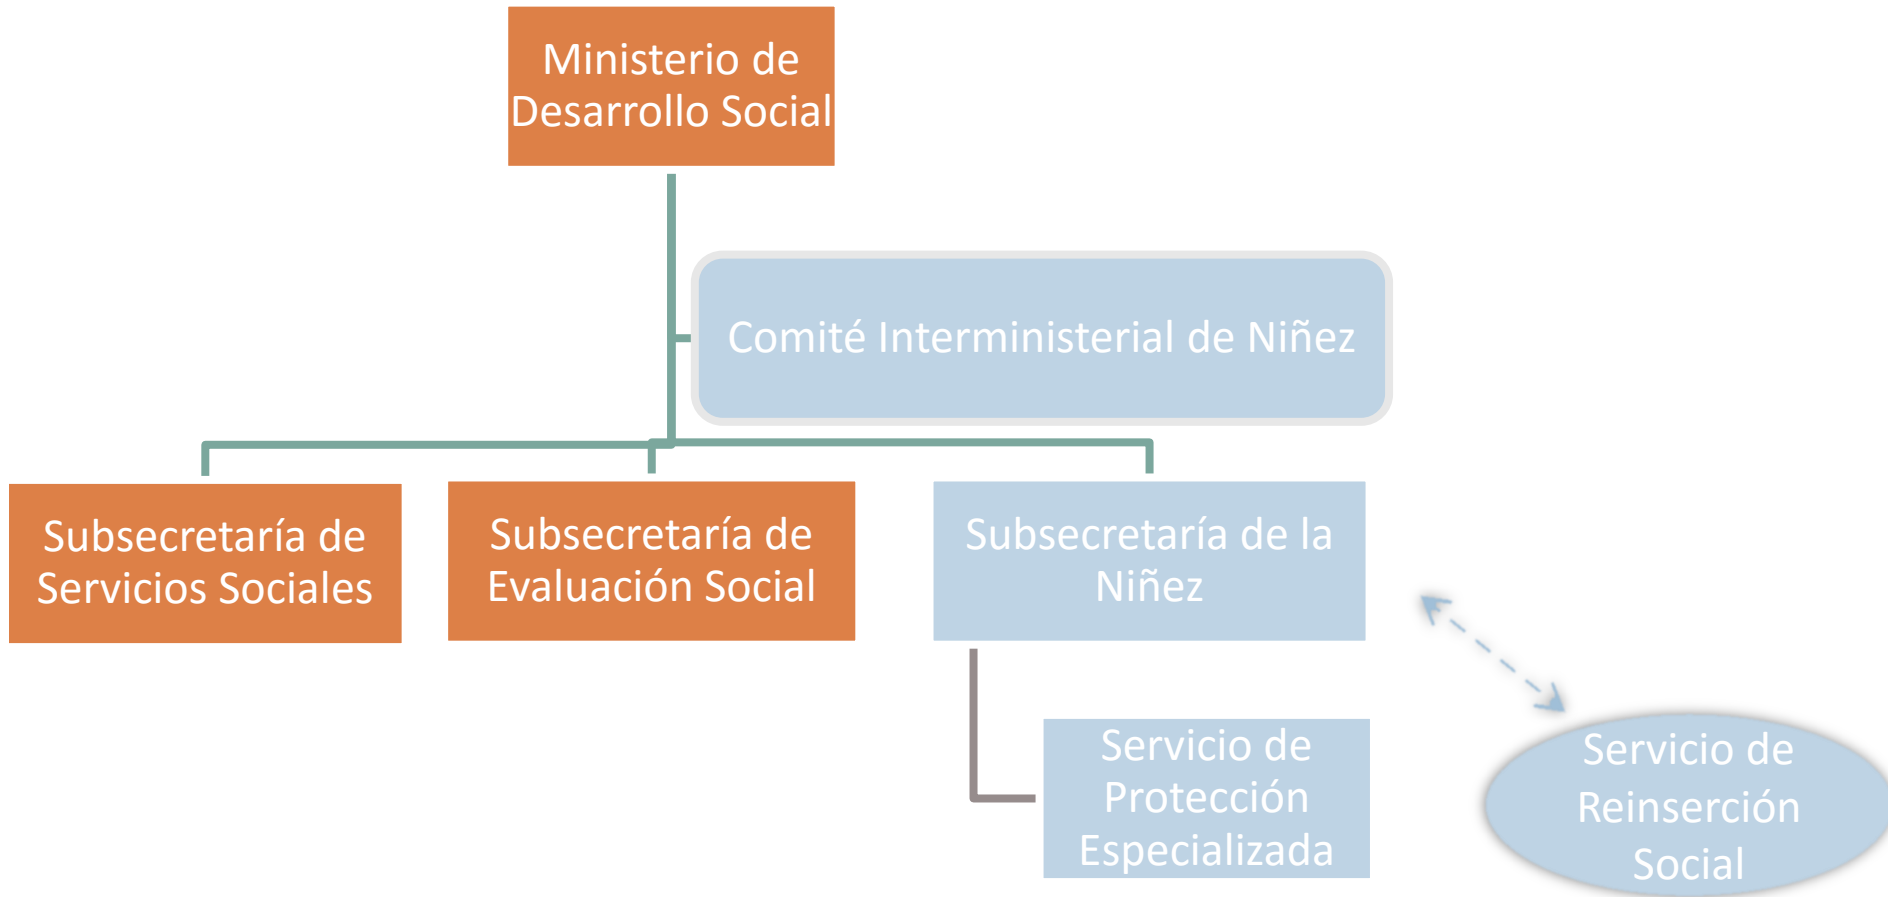 Ministerio de
Desarrollo Social
Comité Interministerial de Niñez
Subsecretaría de
Servicios Sociales
Subsecretaría de
Evaluación Social
Subsecretaría de la
Niñez
Servicio de
Protección
Especializada
Servicio de
Reinserción
Social